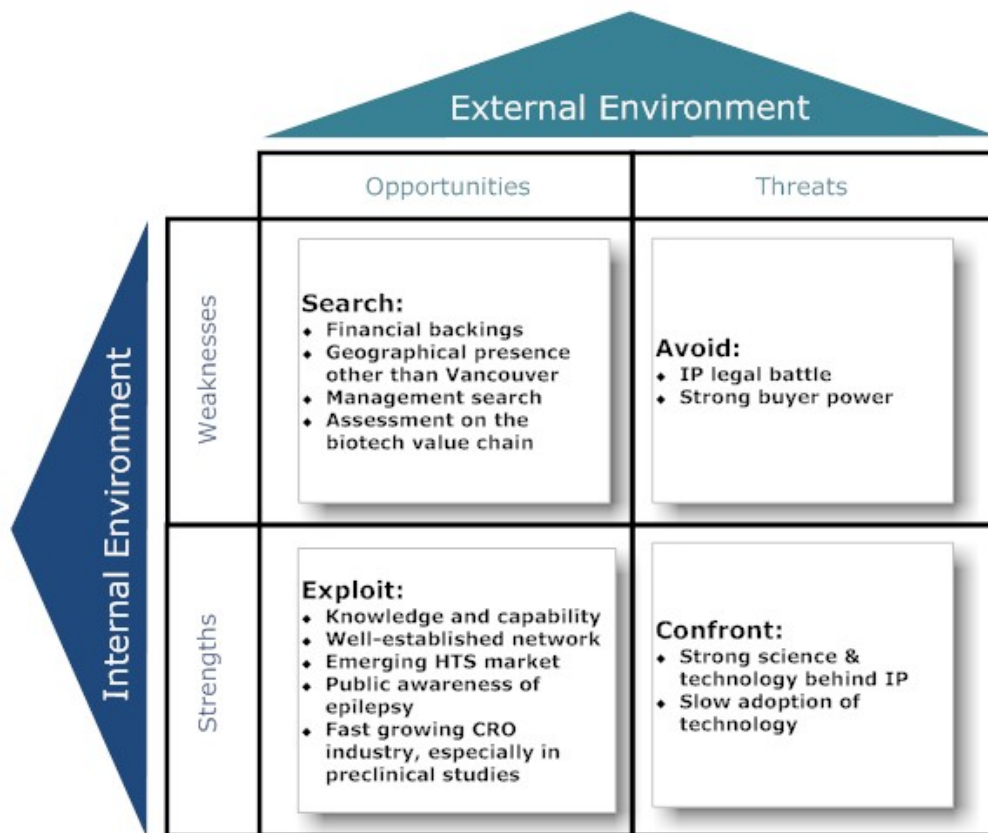 External Environment
Opportunities
Threats
Internal Environment
Weaknesses
Search:
◆ Financial backings
◆ Geographical presence
other than Vancouver
◆ Management search
◆ Assessment on the
biotech value chain
Avoid:
◆ IP legal battle
◆ Strong buyer power
Strengths
Exploit:
◆ Knowledge and capability
◆ Well-established network
◆ Emerging HTS market
◆ Public awareness of
epilepsy
◆ Fast growing CRO
industry, especially in
preclinical studies
Confront:
◆ Strong science &
technology behind IP
◆ Slow adoption of
technology